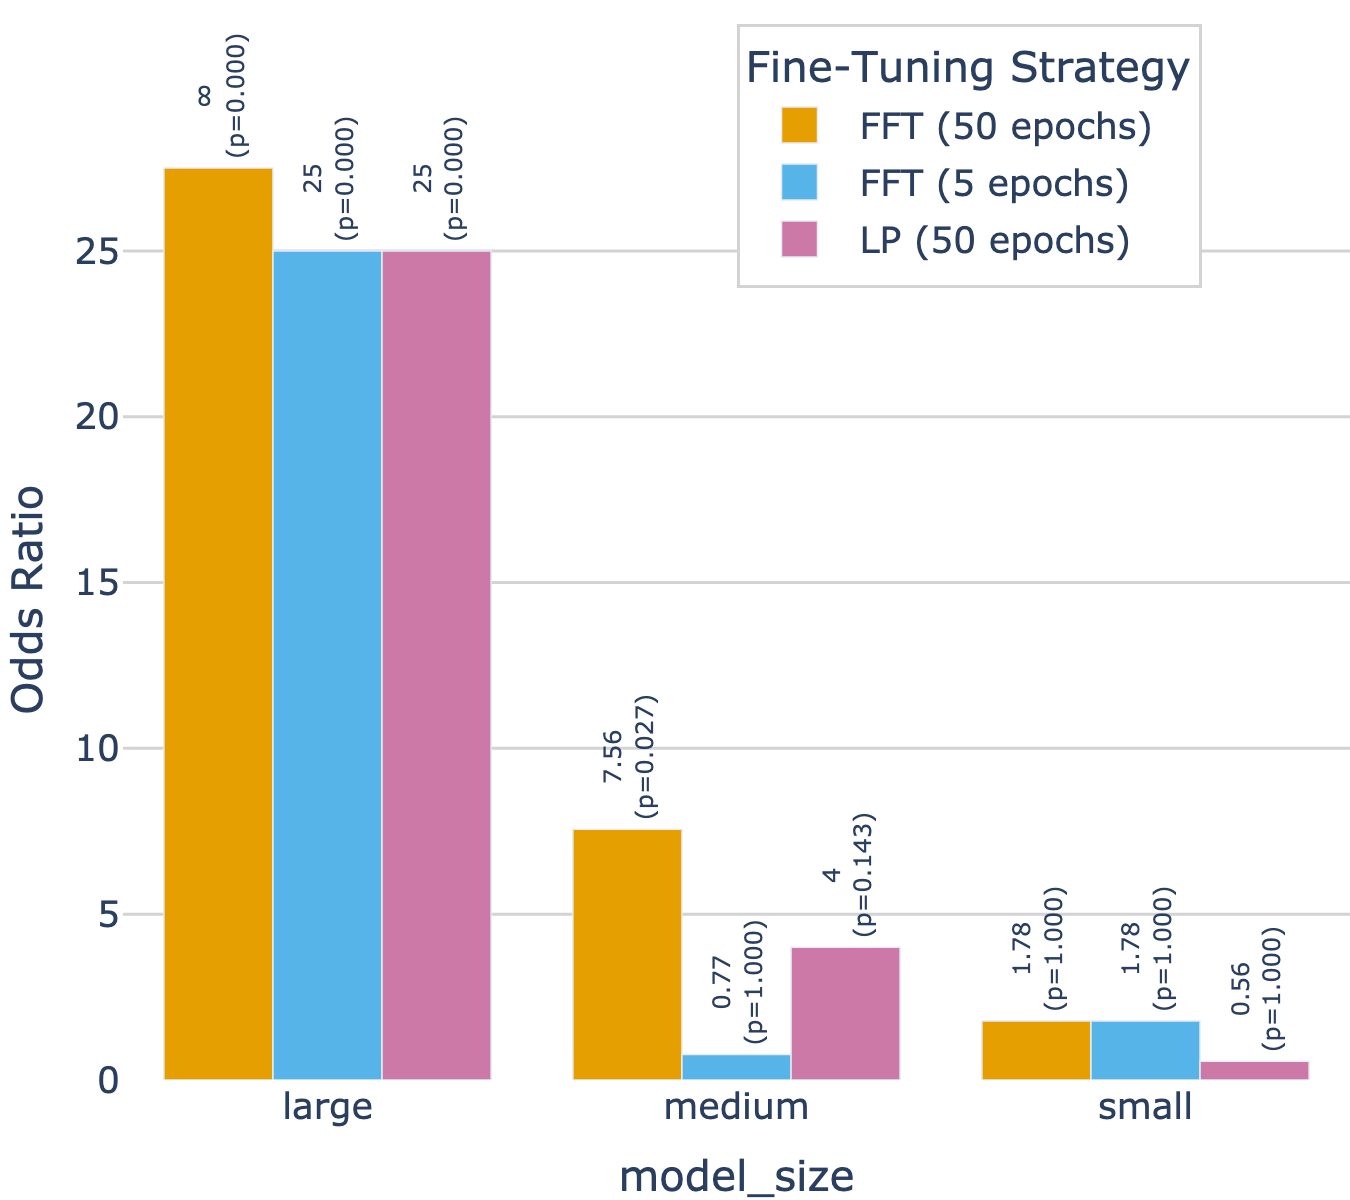 Fine-Tuning Strategy
FFT (50 epochs)
FFT (5 epochs)
LP (50 epochs)
Odds Ratio
25
20
15
10
5
0
∞
(p=0.000)
25
(p=0.000)
25
(p=0.000)
7.56
(p=0.027)
0.77
(p=1.000)
4
(p=0.143)
1.78
(p=1.000)
1.78
(p=1.000)
0.56
(p=1.000)
large
medium
small
model_size